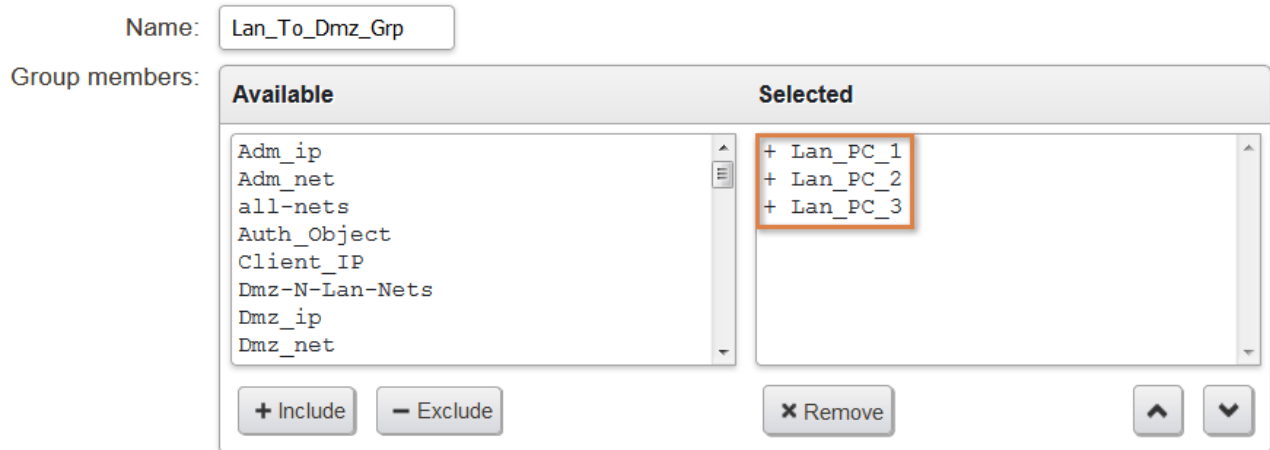 Name: Lan_To_Dmz_Grp
Group members:
Available Selected
Adm_ip
Adm_net
all-nets
Auth_Object
Client_IP
Dmz-N-Lan-Nets
Dmz_ip
Dmz_net
+ Lan_PC_1
+ Lan_PC_2
+ Lan_PC_3
+ Include − Exclude × Remove